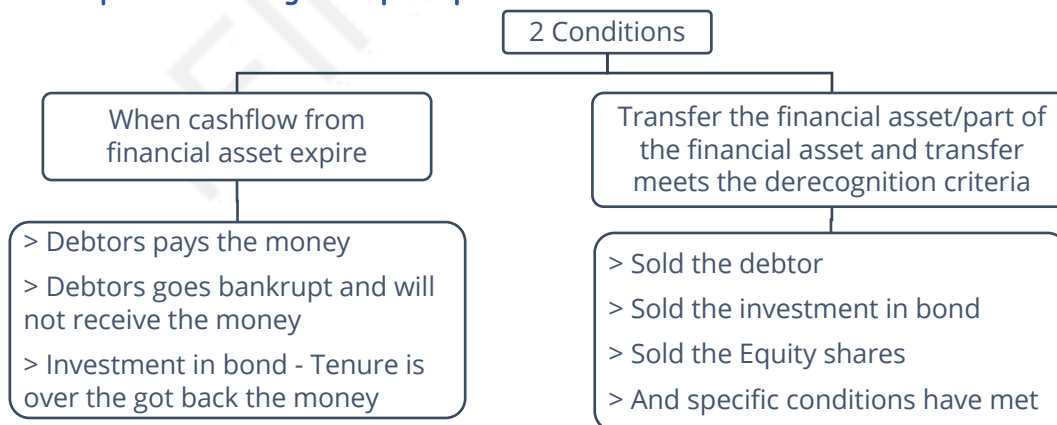 2 Conditions
When cashflow from
financial asset expire
Transfer the financial asset/part of
the financial asset and transfer
meets the derecognition criteria
> Debtors pays the money
> Debtors goes bankrupt and will
not receive the money
> Investment in bond - Tenure is
over the got back the money
> Sold the debtor
> Sold the investment in bond
> Sold the Equity shares
> And specific conditions have met